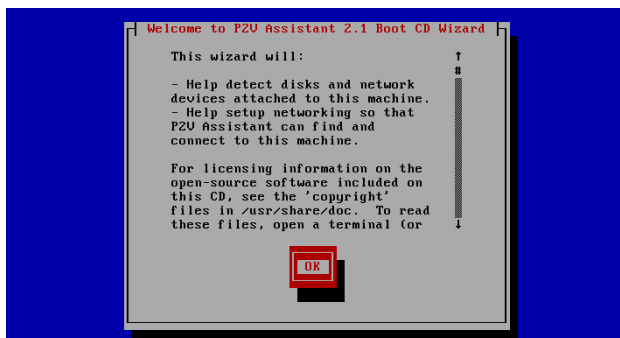 Welcome to P2V Assistant 2.1 Boot CD Wizard
This wizard will:
- Help detect disks and network
devices attached to this machine.
- Help setup networking so that
P2V Assistant can find and
connect to this machine.
For licensing information on the
open-source software included on
this CD, see the 'copyright'
files in /usr/share/doc.  To read
these files, open a terminal (or
OK